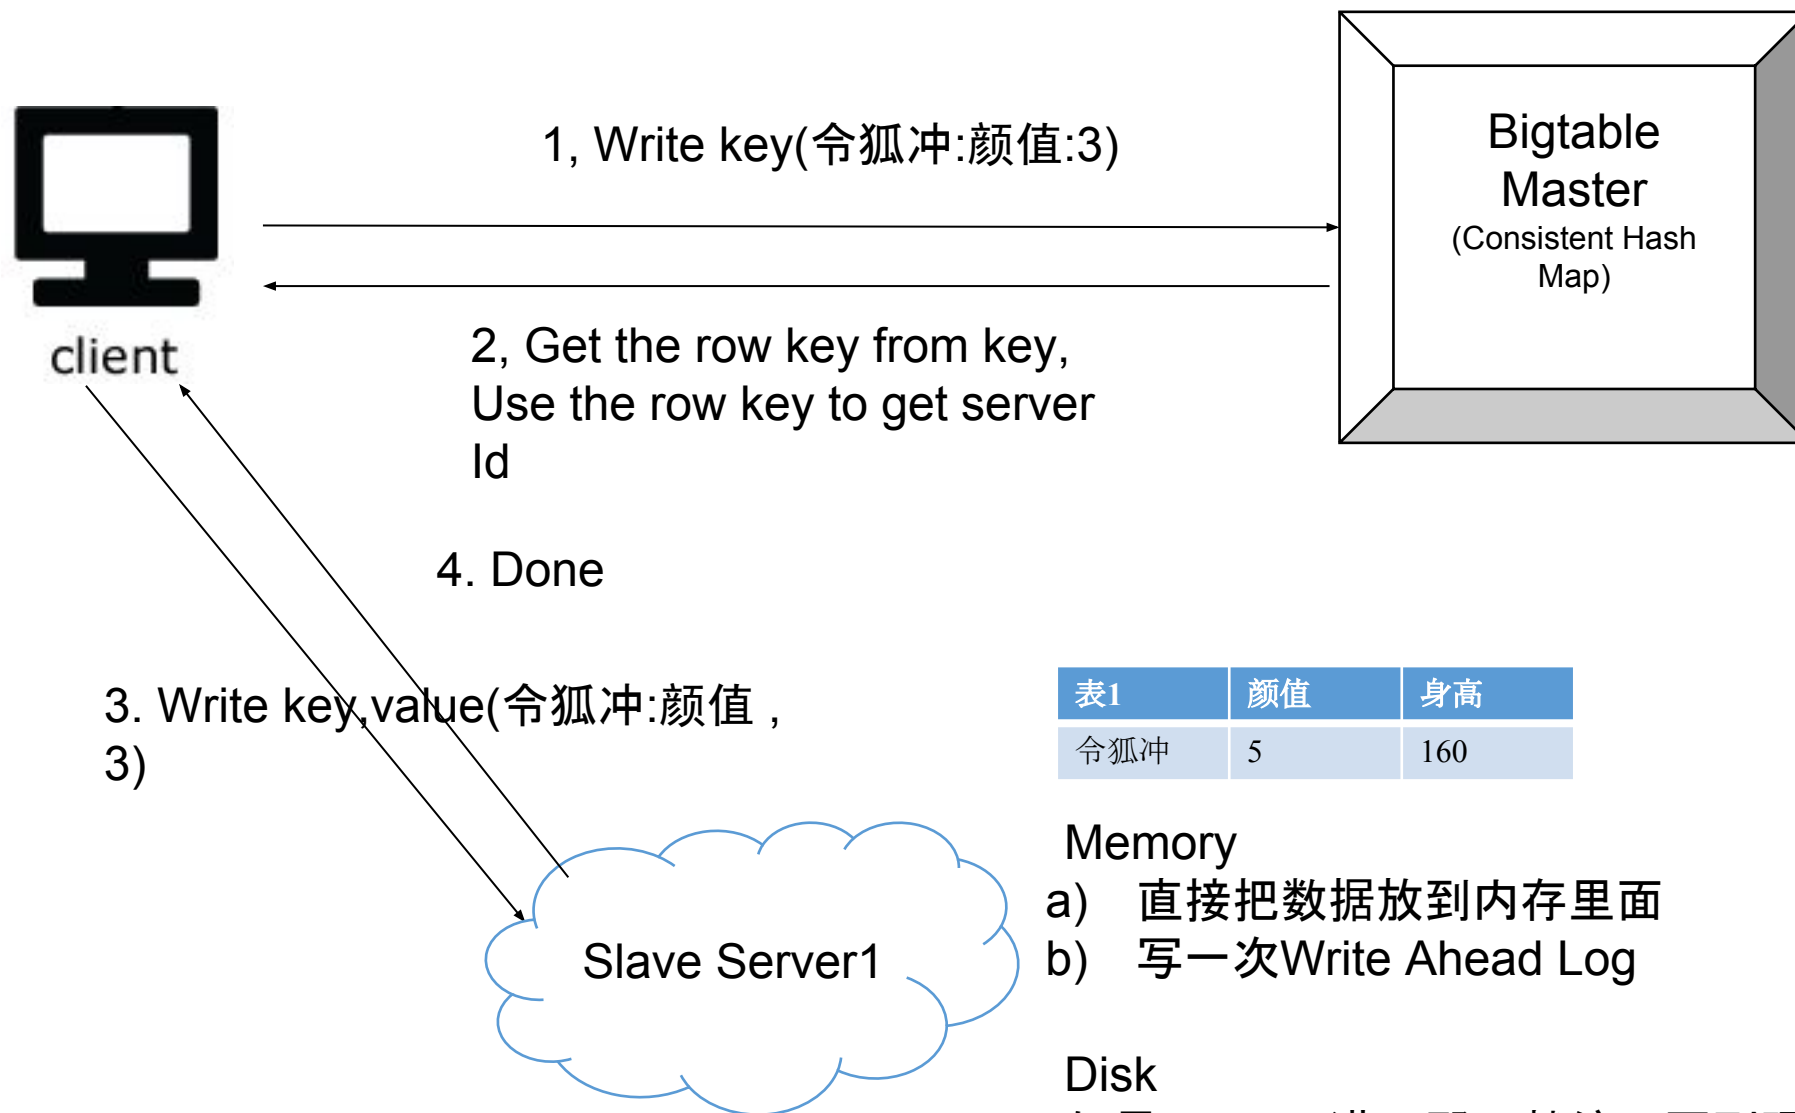 1, Write key(令狐冲:颜值:3)
Bigtable
Master
(Consistent Hash
Map)
client
2, Get the row key from key,
Use the row key to get server
Id
4. Done
3. Write key,value(令狐冲:颜值 ,
3)
表1 颜值 身高
令狐冲 5 160
Slave Server1
Memory
a) 直接把数据放到内存里面
b) 写一次Write Ahead Log
Disk